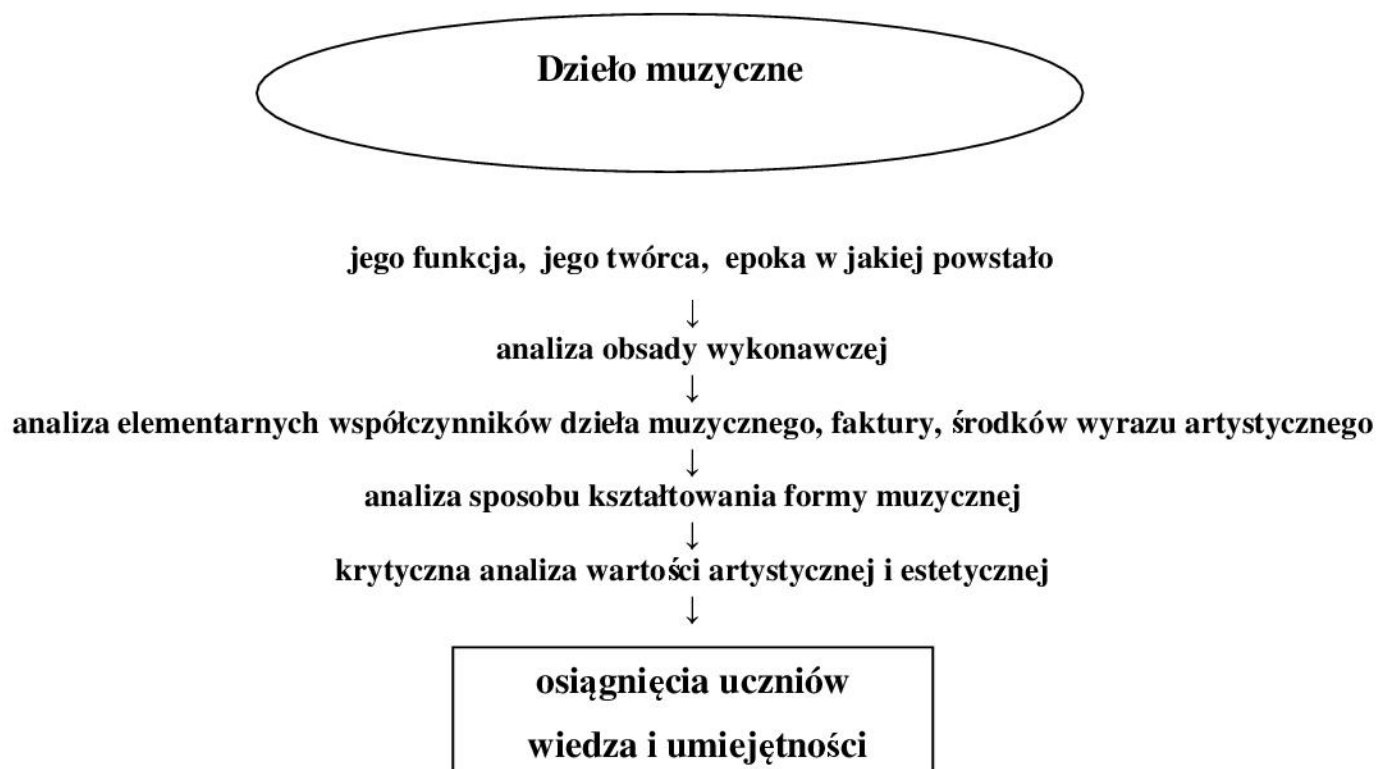 Dzieło muzyczne
jego funkcja, jego twórca, epoka w jakiej powstało
↓
analiza obsady wykonawczej
↓
analiza elementarnych współczynników dzieła muzycznego, faktury, środków wyrazu artystycznego
↓
analiza sposobu kształtowania formy muzycznej
↓
krytyczna analiza wartości artystycznej i estetycznej
↓
osiągnięcia uczniów
wiedza i umiejętności